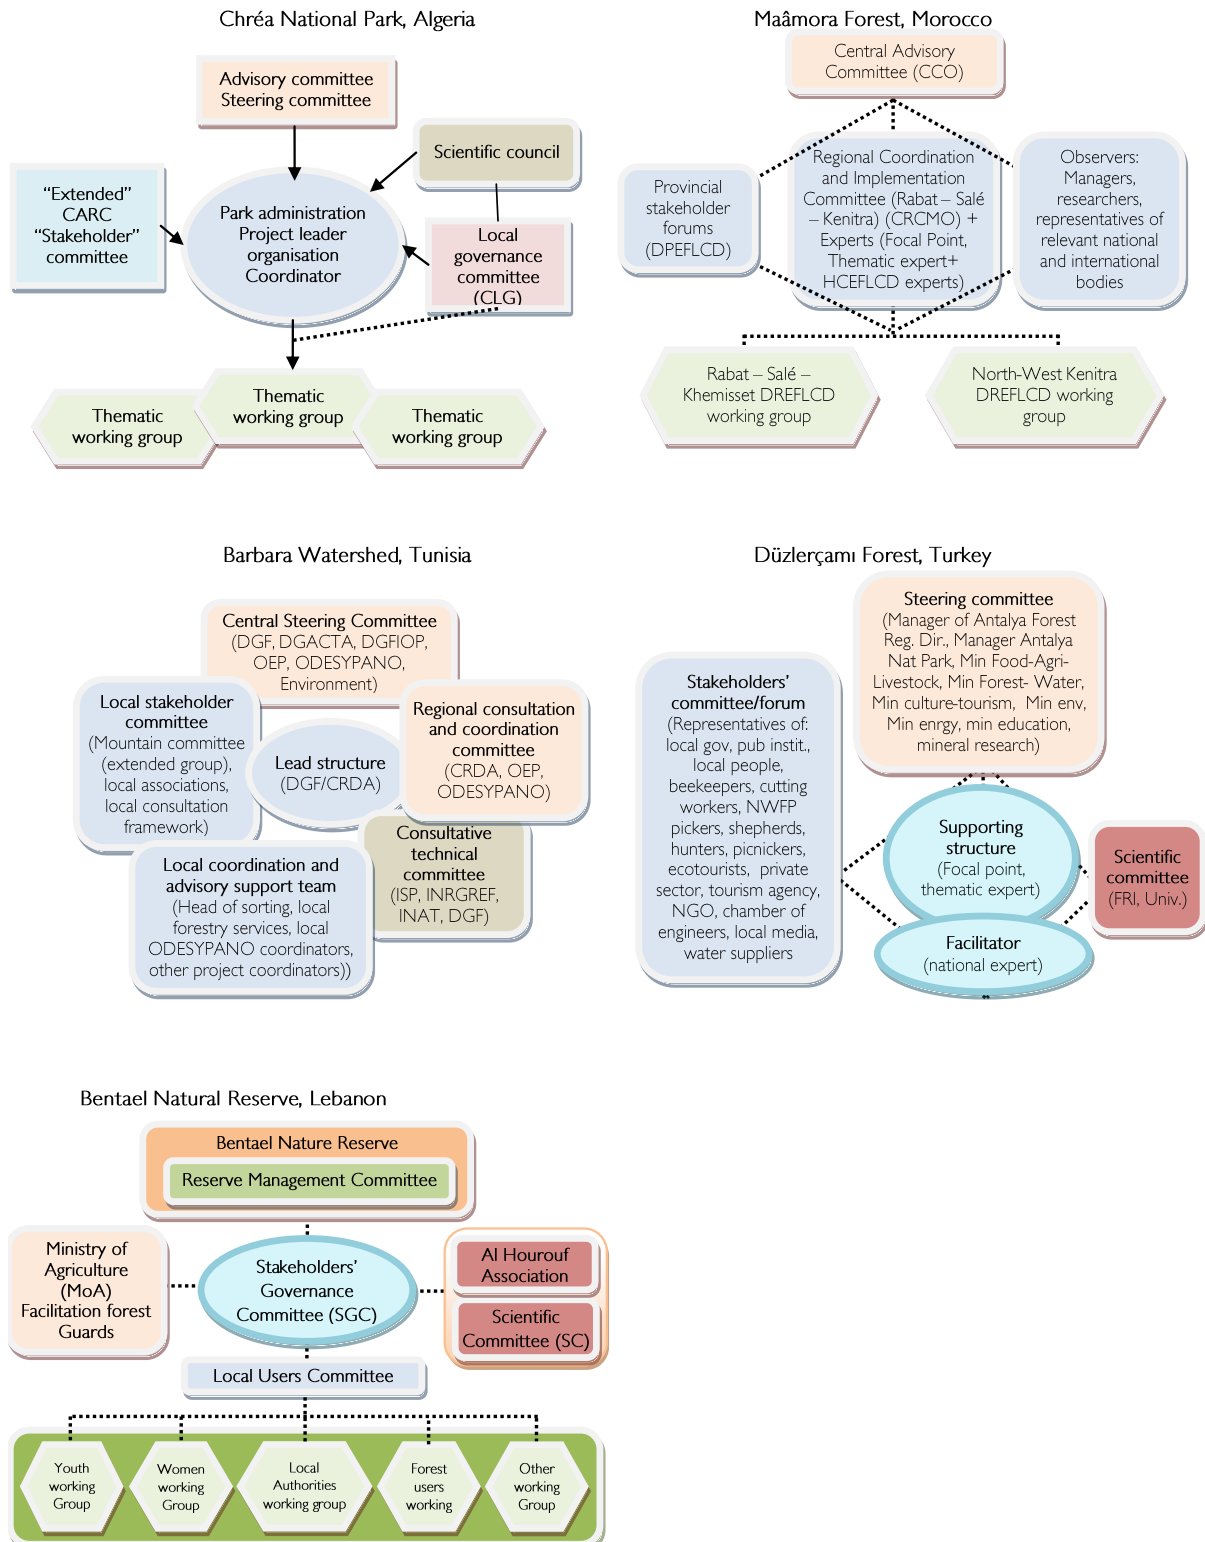 Chréa National Park, Algeria
Advisory committee
Steering committee
Scientific council
"Extended"
CARC
"Stakeholder"
committee
Park administration
Project leader
organisation
Coordinator
Local
governance
committee
(CLG)
Thematic
working group
Thematic
working group
Thematic
working group
Maâmora Forest, Morocco
Central Advisory
Committee (CCO)
Provincial
stakeholder
forums
(DPEFLCD)
Regional Coordination
and Implementation
Committee (Rabat – Salé
– Kenitra) (CRCMO) +
Experts (Focal Point,
Thematic expert+
HCEFLCD experts)
Observers:
Managers,
researchers,
representatives of
relevant national
and international
bodies
Rabat – Salé –
Khemisset DREFLCD
working group
North-West Kenitra
DREFLCD working
group
Barbara Watershed, Tunisia
Central Steering Committee
(DGF, DGACTA, DGFIOP,
OEP, ODESYPANO,
Environment)
Local stakeholder
committee
(Mountain committee
(extended group),
local associations,
local consultation
framework)
Lead structure
(DGF/CRDA)
Regional consultation
and coordination
committee
(CRDA, OEP,
ODESYPANO)
Consultative
technical
committee
(ISP, INRGREF,
INAT, DGF)
Local coordination and
advisory support team
(Head of sorting, local
forestry services, local
ODESYPANO coordinators,
other project coordinators))
Düzlerçamı Forest, Turkey
Steering committee
(Manager of Antalya Forest
Reg. Dir., Manager Antalya
Nat Park, Min Food-Agri-
Livestock, Min Forest- Water,
Min culture-tourism, Min env,
Min enrgy, min education,
mineral research)
Stakeholders'
committee/forum
(Representatives of:
local gov, pub instit.,
local people,
beekeepers, cutting
workers, NWFP
pickers, shepherds,
hunters, picnickers,
ecotourists, private
sector, tourism agency,
NGO, chamber of
engineers, local media,
water suppliers
Supporting
structure
(Focal point,
thematic expert)
Scientific
committee
(FRI, Univ.)
Facilitator
(national expert)
Bentael Natural Reserve, Lebanon
Bentael Nature Reserve
Reserve Management Committee
Ministry of
Agriculture
(MoA)
Facilitation forest
Guards
Stakeholders'
Governance
Committee (SGC)
Al Hourouf
Association
Scientific
Committee (SC)
Local Users Committee
Youth
working
Group
Women
working
Group
Local
Authorities
working group
Forest
users
working
Other
working
Group